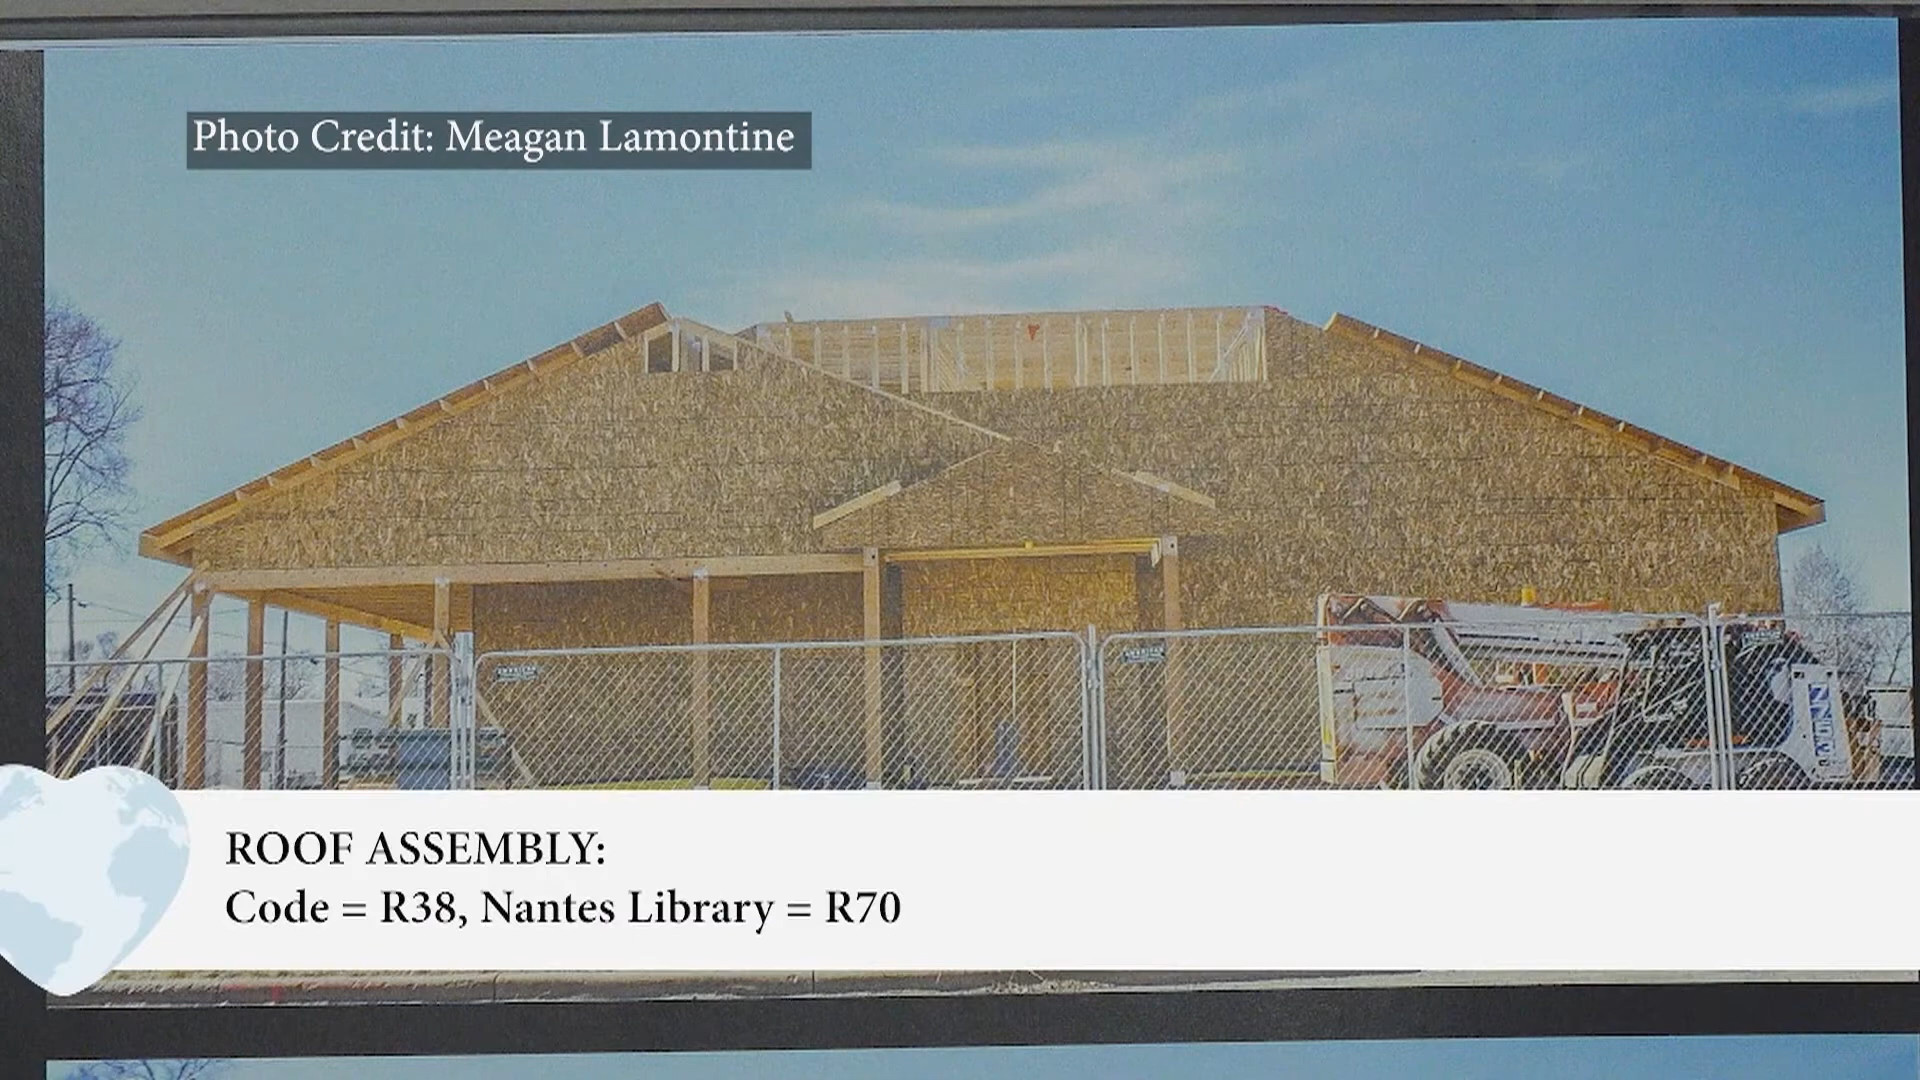 Photo Credit: Meagan Lamontine
ROOF ASSEMBLY:
Code = R38, Nantes Library = R70